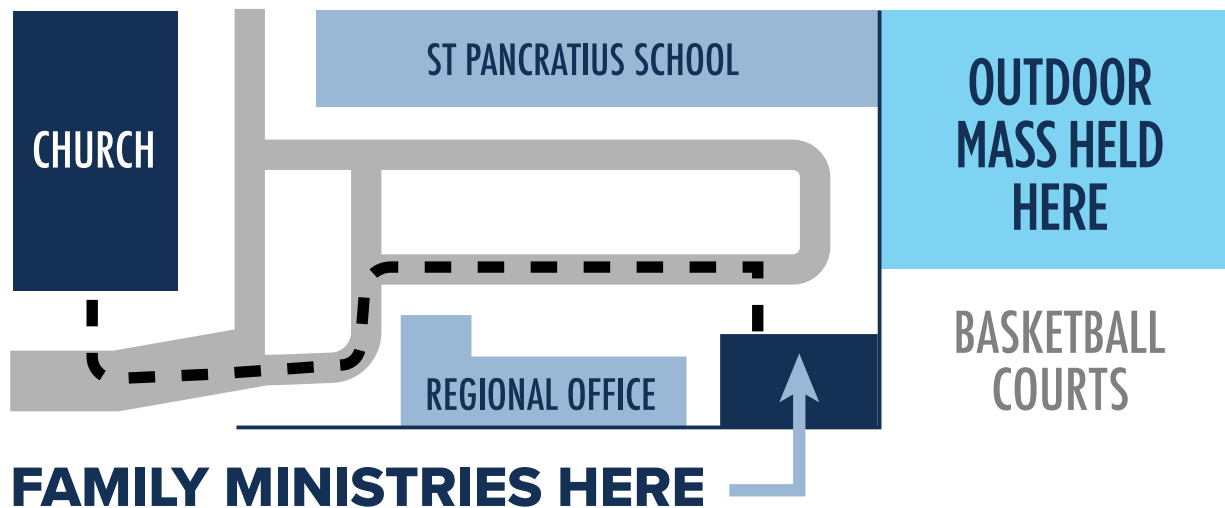 CHURCH
ST PANCRATIUS SCHOOL
OUTDOOR
MASS HELD
HERE
BASKETBALL
COURTS
REGIONAL OFFICE
FAMILY MINISTRIES HERE